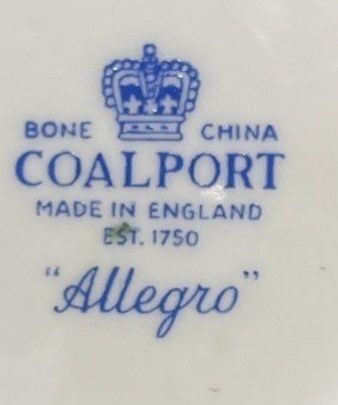 BONE CHINA
COALPORT
MADE IN ENGLAND
EST. 1750
"Allegro"